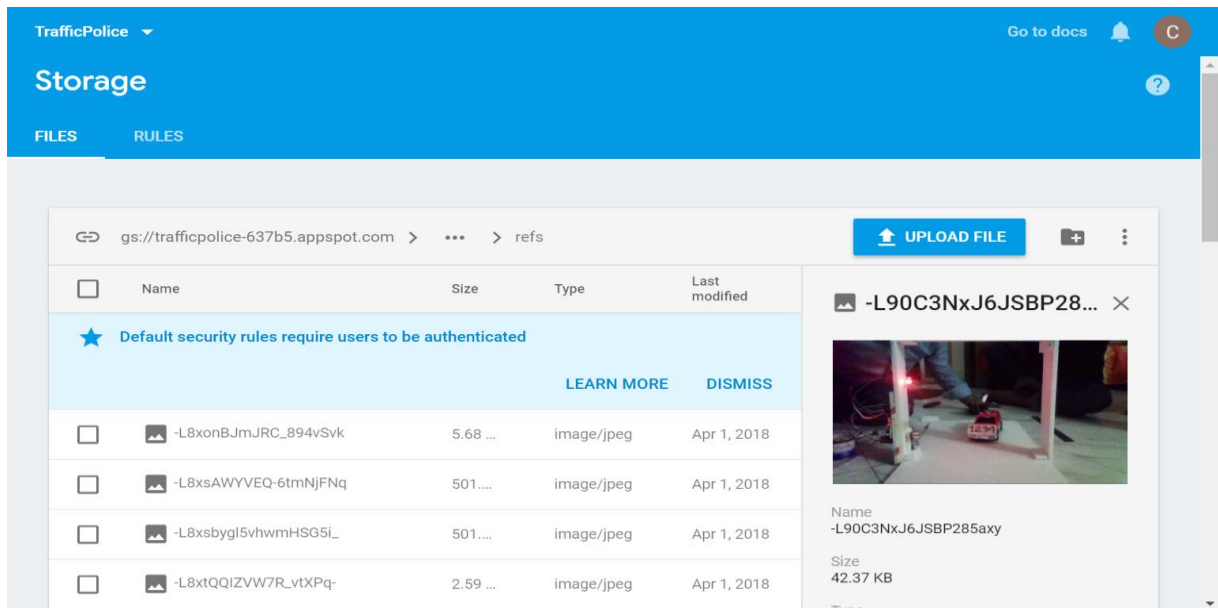 TrafficPolice
Go to docs
C
Storage
?
FILES
RULES
gs://trafficpolice-637b5.appspot.com > ... > refs
UPLOAD FILE
Name
Size
Type
Last
modified
Default security rules require users to be authenticated
LEARN MORE
DISMISS
-L8xonBJmJRC_894vSvk
5.68 ...
image/jpeg
Apr 1, 2018
-L8xsAWYVEQ-6tmNjFNq
501....
image/jpeg
Apr 1, 2018
-L8xsbygl5vhwmHSG5i_
501....
image/jpeg
Apr 1, 2018
-L8xtQQIZVW7R_vtXPq-
2.59 ...
image/jpeg
Apr 1, 2018
-L90C3NxJ6JSBP28...
1234
Name
-L90C3NxJ6JSBP285axy
Size
42.37 KB